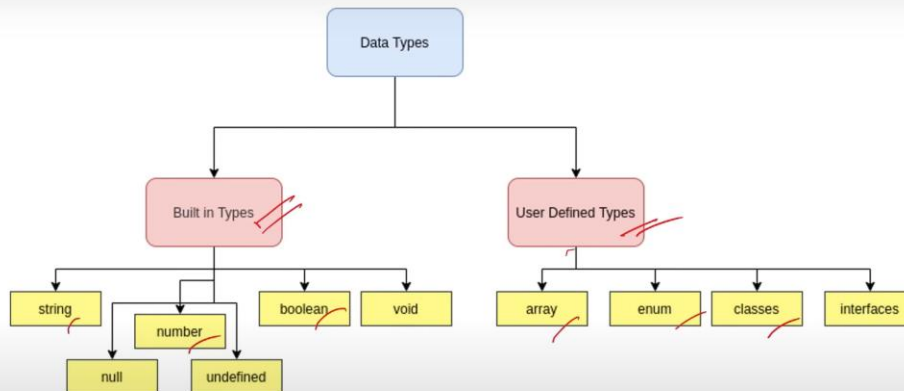 Data Types
Built in Types
User Defined Types
string
number
boolean
void
array
enum
classes
interfaces
null
undefined